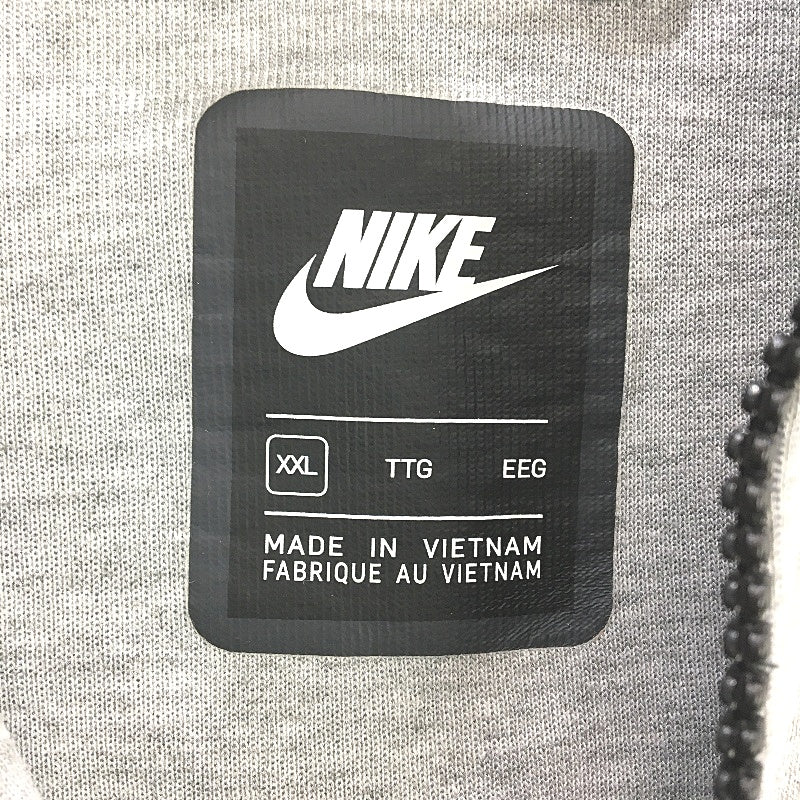 NIKE
XXL TTG EEG
MADE IN VIETNAM
FABRIQUE AU VIETNAM